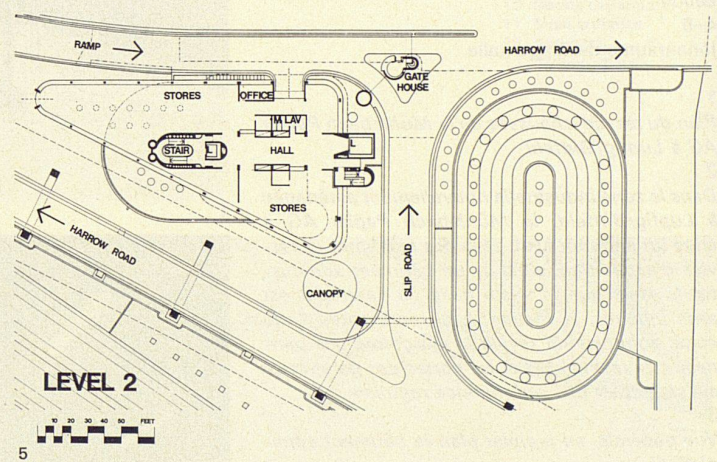 RAMP
HARROW ROAD
GATE
HOUSE
STORES
OFFICE
M LAV
STAIR
HALL
L
STORES
HARROW ROAD
SLIP ROAD
CANOPY
LEVEL 2
10 20 30 40 50 FEET
5